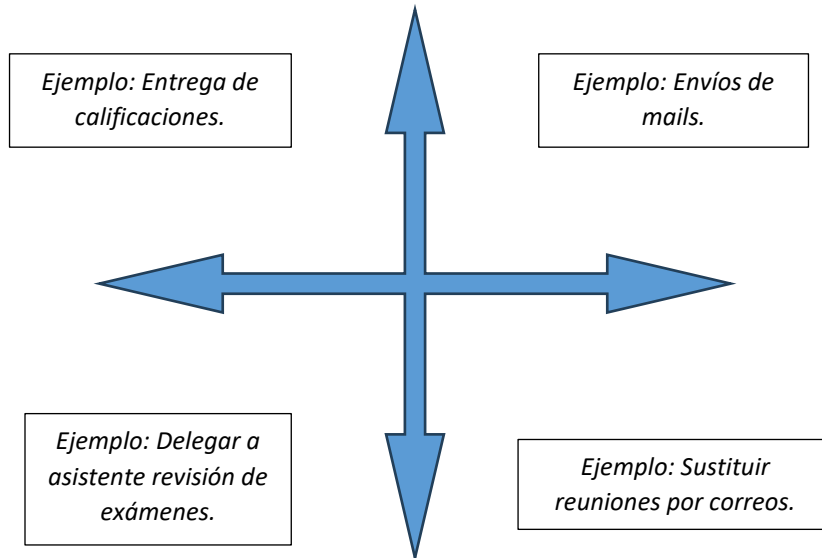 Ejemplo: Entrega de
calificaciones.
Ejemplo: Envíos de
mails.
Ejemplo: Delegar a
asistente revisión de
exámenes.
Ejemplo: Sustituir
reuniones por correos.